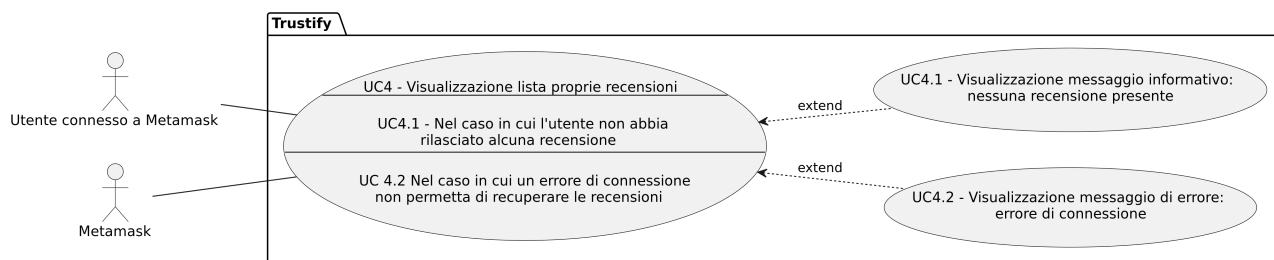 Trustify
Utente connesso a Metamask
Metamask
UC4 - Visualizzazione lista proprie recensioni
UC4.1 - Nel caso in cui l'utente non abbia
rilasciato alcuna recensione
UC 4.2 Nel caso in cui un errore di connessione
non permetta di recuperare le recensioni
extend
extend
UC4.1 - Visualizzazione messaggio informativo:
nessuna recensione presente
UC4.2 - Visualizzazione messaggio di errore:
errore di connessione